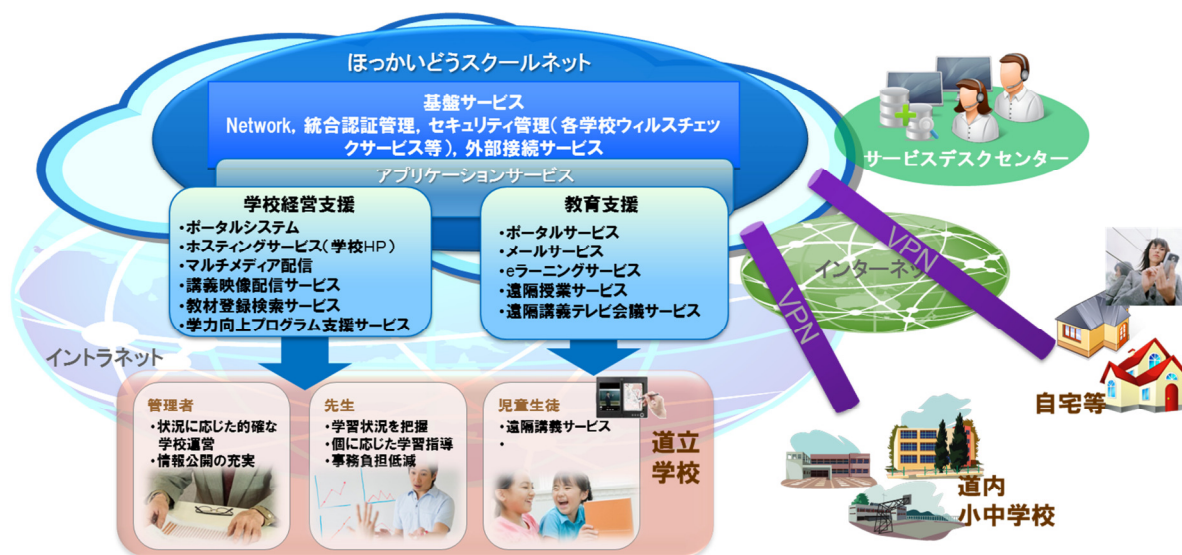 ほっかいどうスクールネット
基盤サービス
Network, 統合認証管理, セキュリティ管理(各学校ウィルスチェッ
クサービス等), 外部接続サービス
アプリケーションサービス
学校経営支援
・ポータルシステム
・ホスティングサービス(学校HP)
・マルチメディア配信
・講義映像配信サービス
・教材登録検索サービス
・学力向上プログラム支援サービス
教育支援
・ポータルサービス
・メールサービス
・eラーニングサービス
・遠隔授業サービス
・遠隔講義テレビ会議サービス
サービスデスクセンター
インターネット
VPN
VPN
イントラネット
管理者
・状況に応じた的確な
学校運営
・情報公開の充実
先生
・学習状況を把握
・個に応じた学習指導
・事務負担低減
児童生徒
・遠隔講義サービス
・
道立
学校
自宅等
道内
小中学校